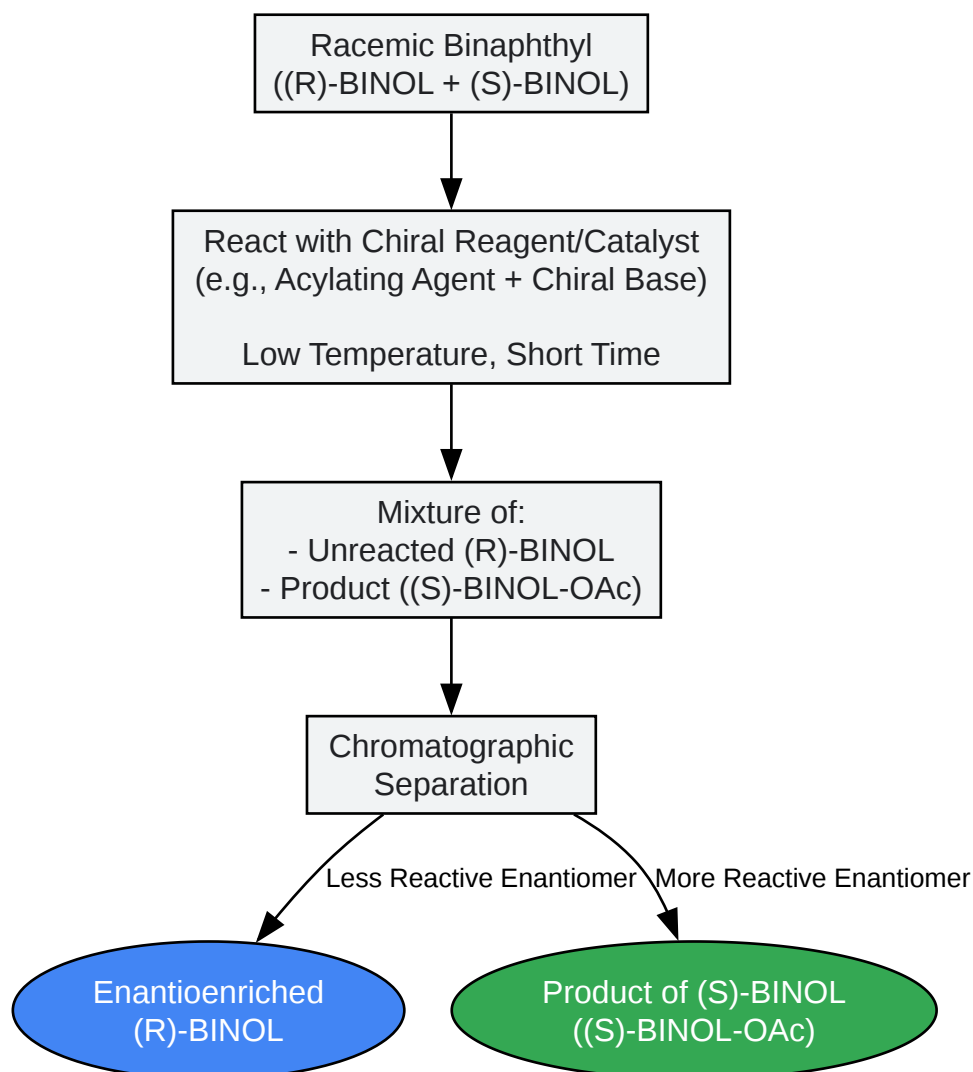 Racemic Binaphthyl
((R)-BINOL + (S)-BINOL)
React with Chiral Reagent/Catalyst
(e.g., Acylating Agent + Chiral Base)
Low Temperature, Short Time
Mixture of:
- Unreacted (R)-BINOL
- Product ((S)-BINOL-OAc)
Chromatographic
Separation
Less Reactive Enantiomer
More Reactive Enantiomer
Enantioenriched
(R)-BINOL
Product of (S)-BINOL
((S)-BINOL-OAc)